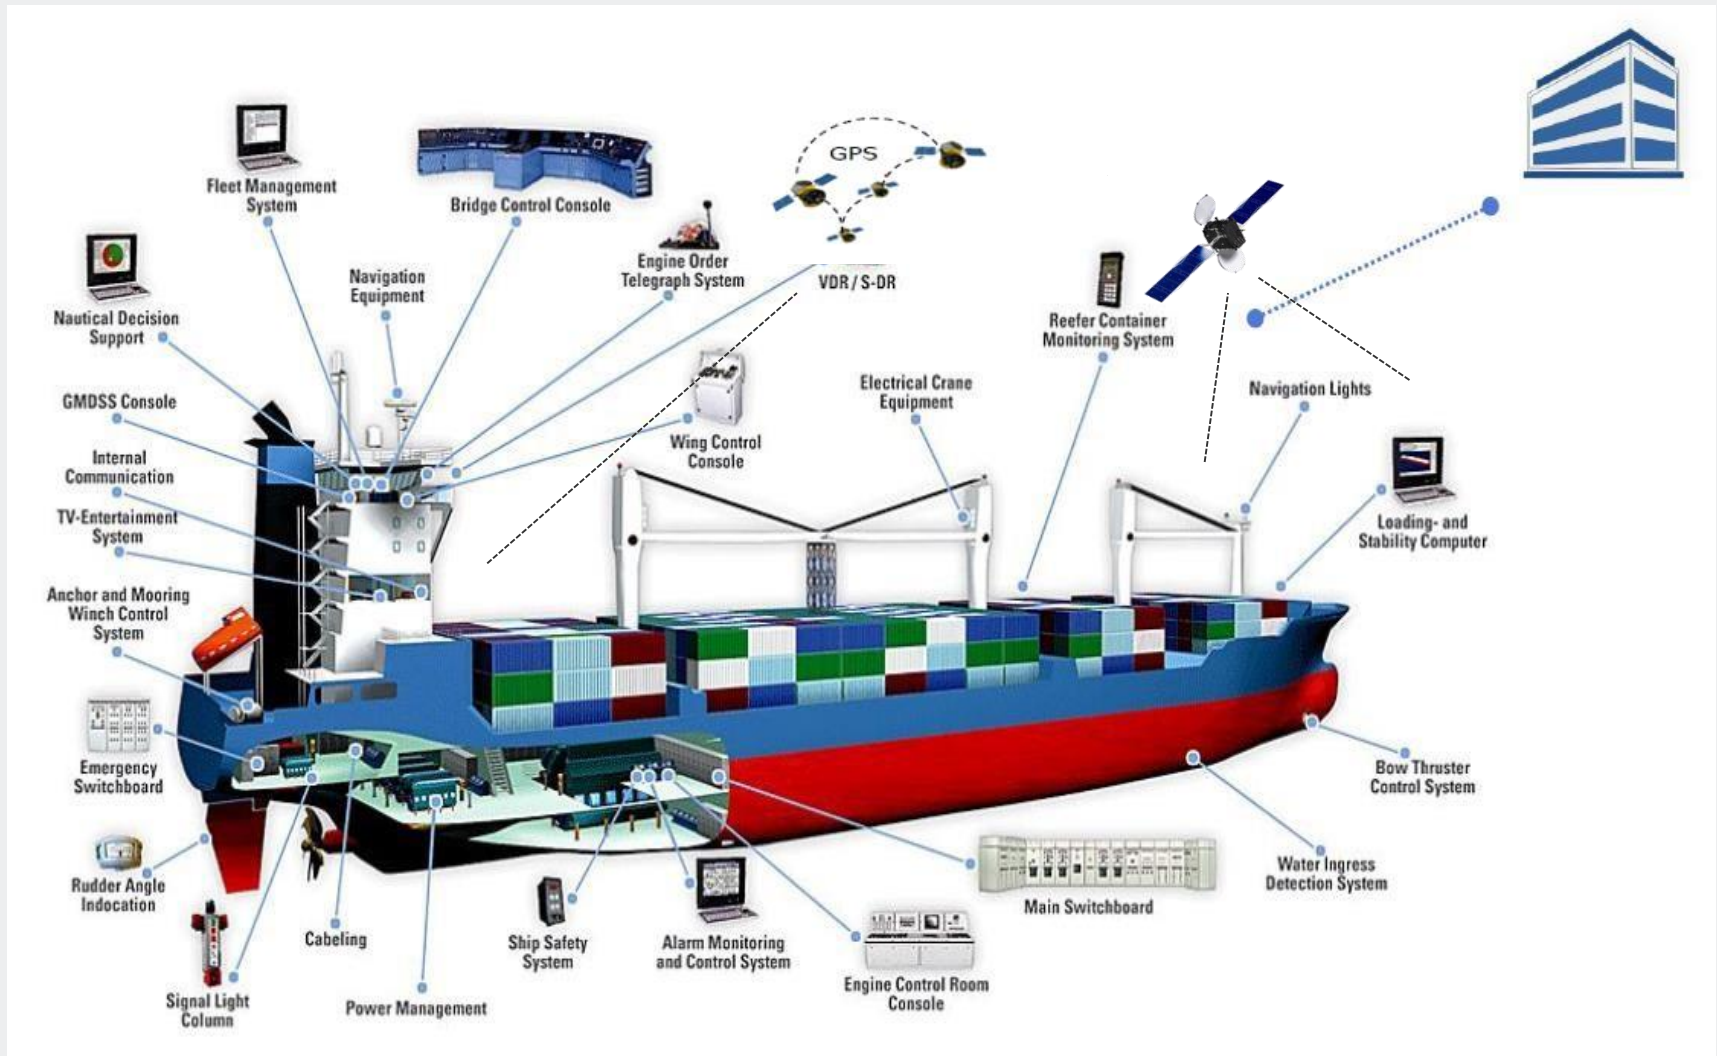 GPS
Fleet Management
System
Bridge Control Console
Engine Order
Telegraph System
VDR / S-DR
Navigation
Equipment
Nautical Decision
Support
Reefer Container
Monitoring System
GMDSS Console
Electrical Crane
Equipment
Navigation Lights
Wing Control
Console
Internal
Communication
TV-Entertainment
System
Loading- and
Stability Computer
Anchor and Mooring
Winch Control
System
Emergency
Switchboard
Bow Thruster
Control System
Rudder Angle
Indocation
Water Ingress
Detection System
Main Switchboard
Cabeling
Ship Safety
System
Alarm Monitoring
and Control System
Engine Control Room
Console
Signal Light
Column
Power Management